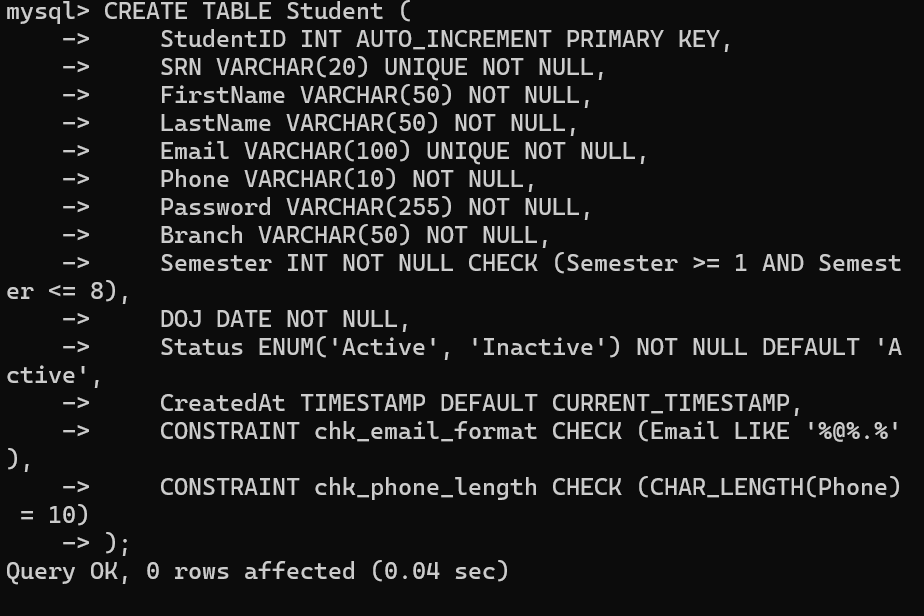 mysql> CREATE TABLE Student (
    ->     StudentID INT AUTO_INCREMENT PRIMARY KEY,
    ->     SRN VARCHAR(20) UNIQUE NOT NULL,
    ->     FirstName VARCHAR(50) NOT NULL,
    ->     LastName VARCHAR(50) NOT NULL,
    ->     Email VARCHAR(100) UNIQUE NOT NULL,
    ->     Phone VARCHAR(10) NOT NULL,
    ->     Password VARCHAR(255) NOT NULL,
    ->     Branch VARCHAR(50) NOT NULL,
    ->     Semester INT NOT NULL CHECK (Semester >= 1 AND Semest
er <= 8),
    ->     DOJ DATE NOT NULL,
    ->     Status ENUM('Active', 'Inactive') NOT NULL DEFAULT 'A
ctive',
    ->     CreatedAt TIMESTAMP DEFAULT CURRENT_TIMESTAMP,
    ->     CONSTRAINT chk_email_format CHECK (Email LIKE '%@%.%'
),
    ->     CONSTRAINT chk_phone_length CHECK (CHAR_LENGTH(Phone)
 = 10)
    -> );
Query OK, 0 rows affected (0.04 sec)